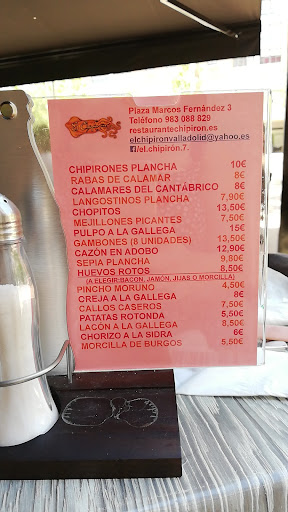 Plaza Marcos Fernández 3
Teléfono 983 088 829
restaurantechipiron.es
elchipironvalladolid@yahoo.es
/el.chipirón.7.
CHIPIRONES PLANCHA 10€
RABAS DE CALAMAR 8€
CALAMARES DEL CANTÁBRICO 8€
LANGOSTINOS PLANCHA 7,90€
CHOPITOS 13,50€
MEJILLONES PICANTES 7,50€
PULPO A LA GALLEGA 15€
GAMBONES (8 UNIDADES) 13,50€
CAZÓN EN ADOBO 12,90€
SEPIA PLANCHA 9,80€
HUEVOS ROTOS 8,50€
(A ELEGIR:BACON, JAMÓN, JIJAS O MORCILLA)
PINCHO MORUNO 4,50€
CREJA A LA GALLEGA 8€
CALLOS CASEROS 7,50€
PATATAS ROTONDA 5,50€
LACÓN A LA GALLEGA 8,50€
CHORIZO A LA SIDRA 6€
MORCILLA DE BURGOS 5,50€